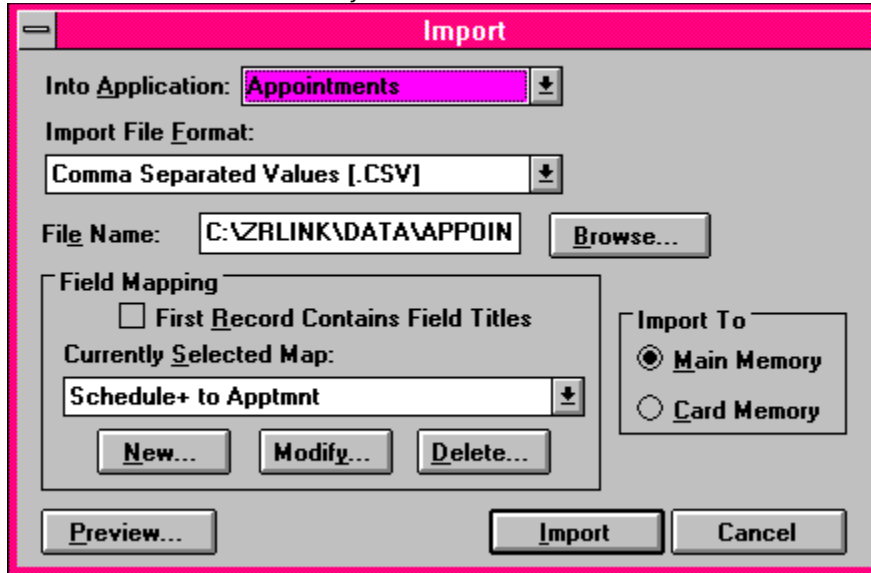 Import
Into Application: Appointments
Import File Format:
Comma Separated Values [.CSV]
File Name: C:\ZRLINK\DATA\APPOIN Browse...
Field Mapping
First Record Contains Field Titles
Import To
Currently Selected Map:
Main Memory
Schedule+ to Apptmnt
Card Memory
New... Modify... Delete...
Preview... Import Cancel